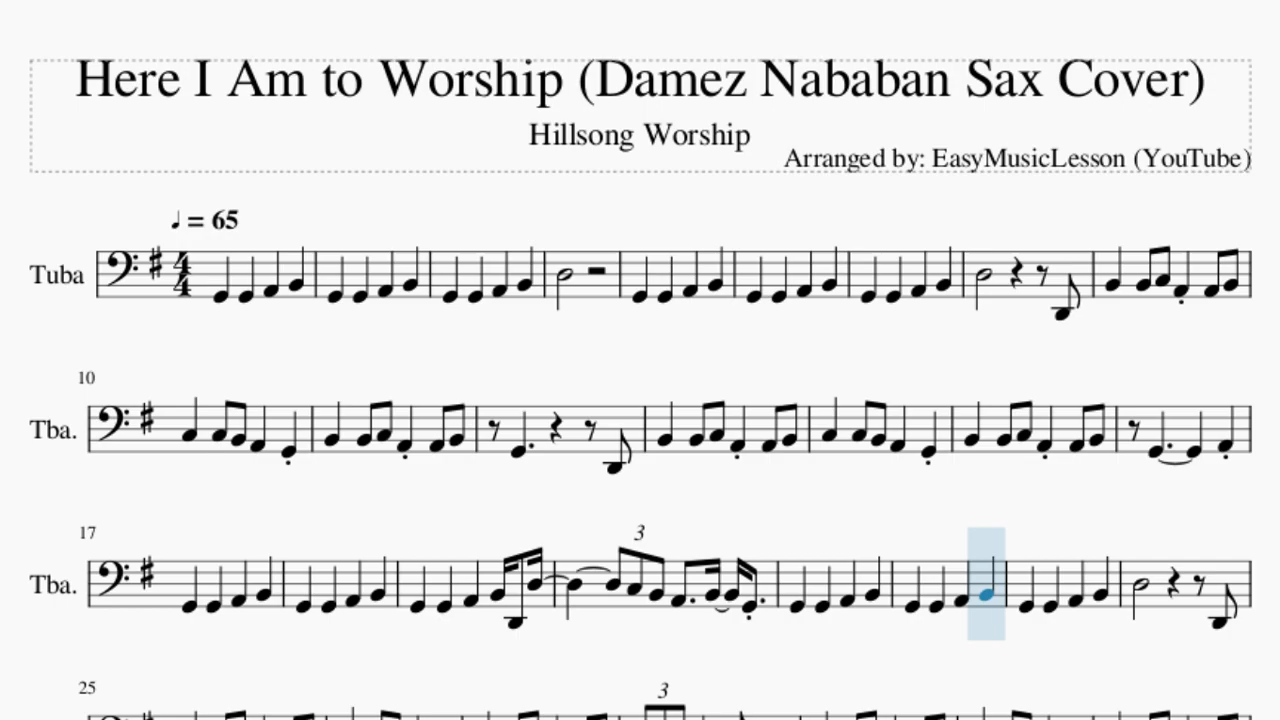 Here I Am to Worship (Damez Nababan Sax Cover)
Hillsong Worship
Arranged by: EasyMusicLesson (YouTube)
♩ = 65
Tuba
4
4
10
Tba.
17
3
Tba.
25
3